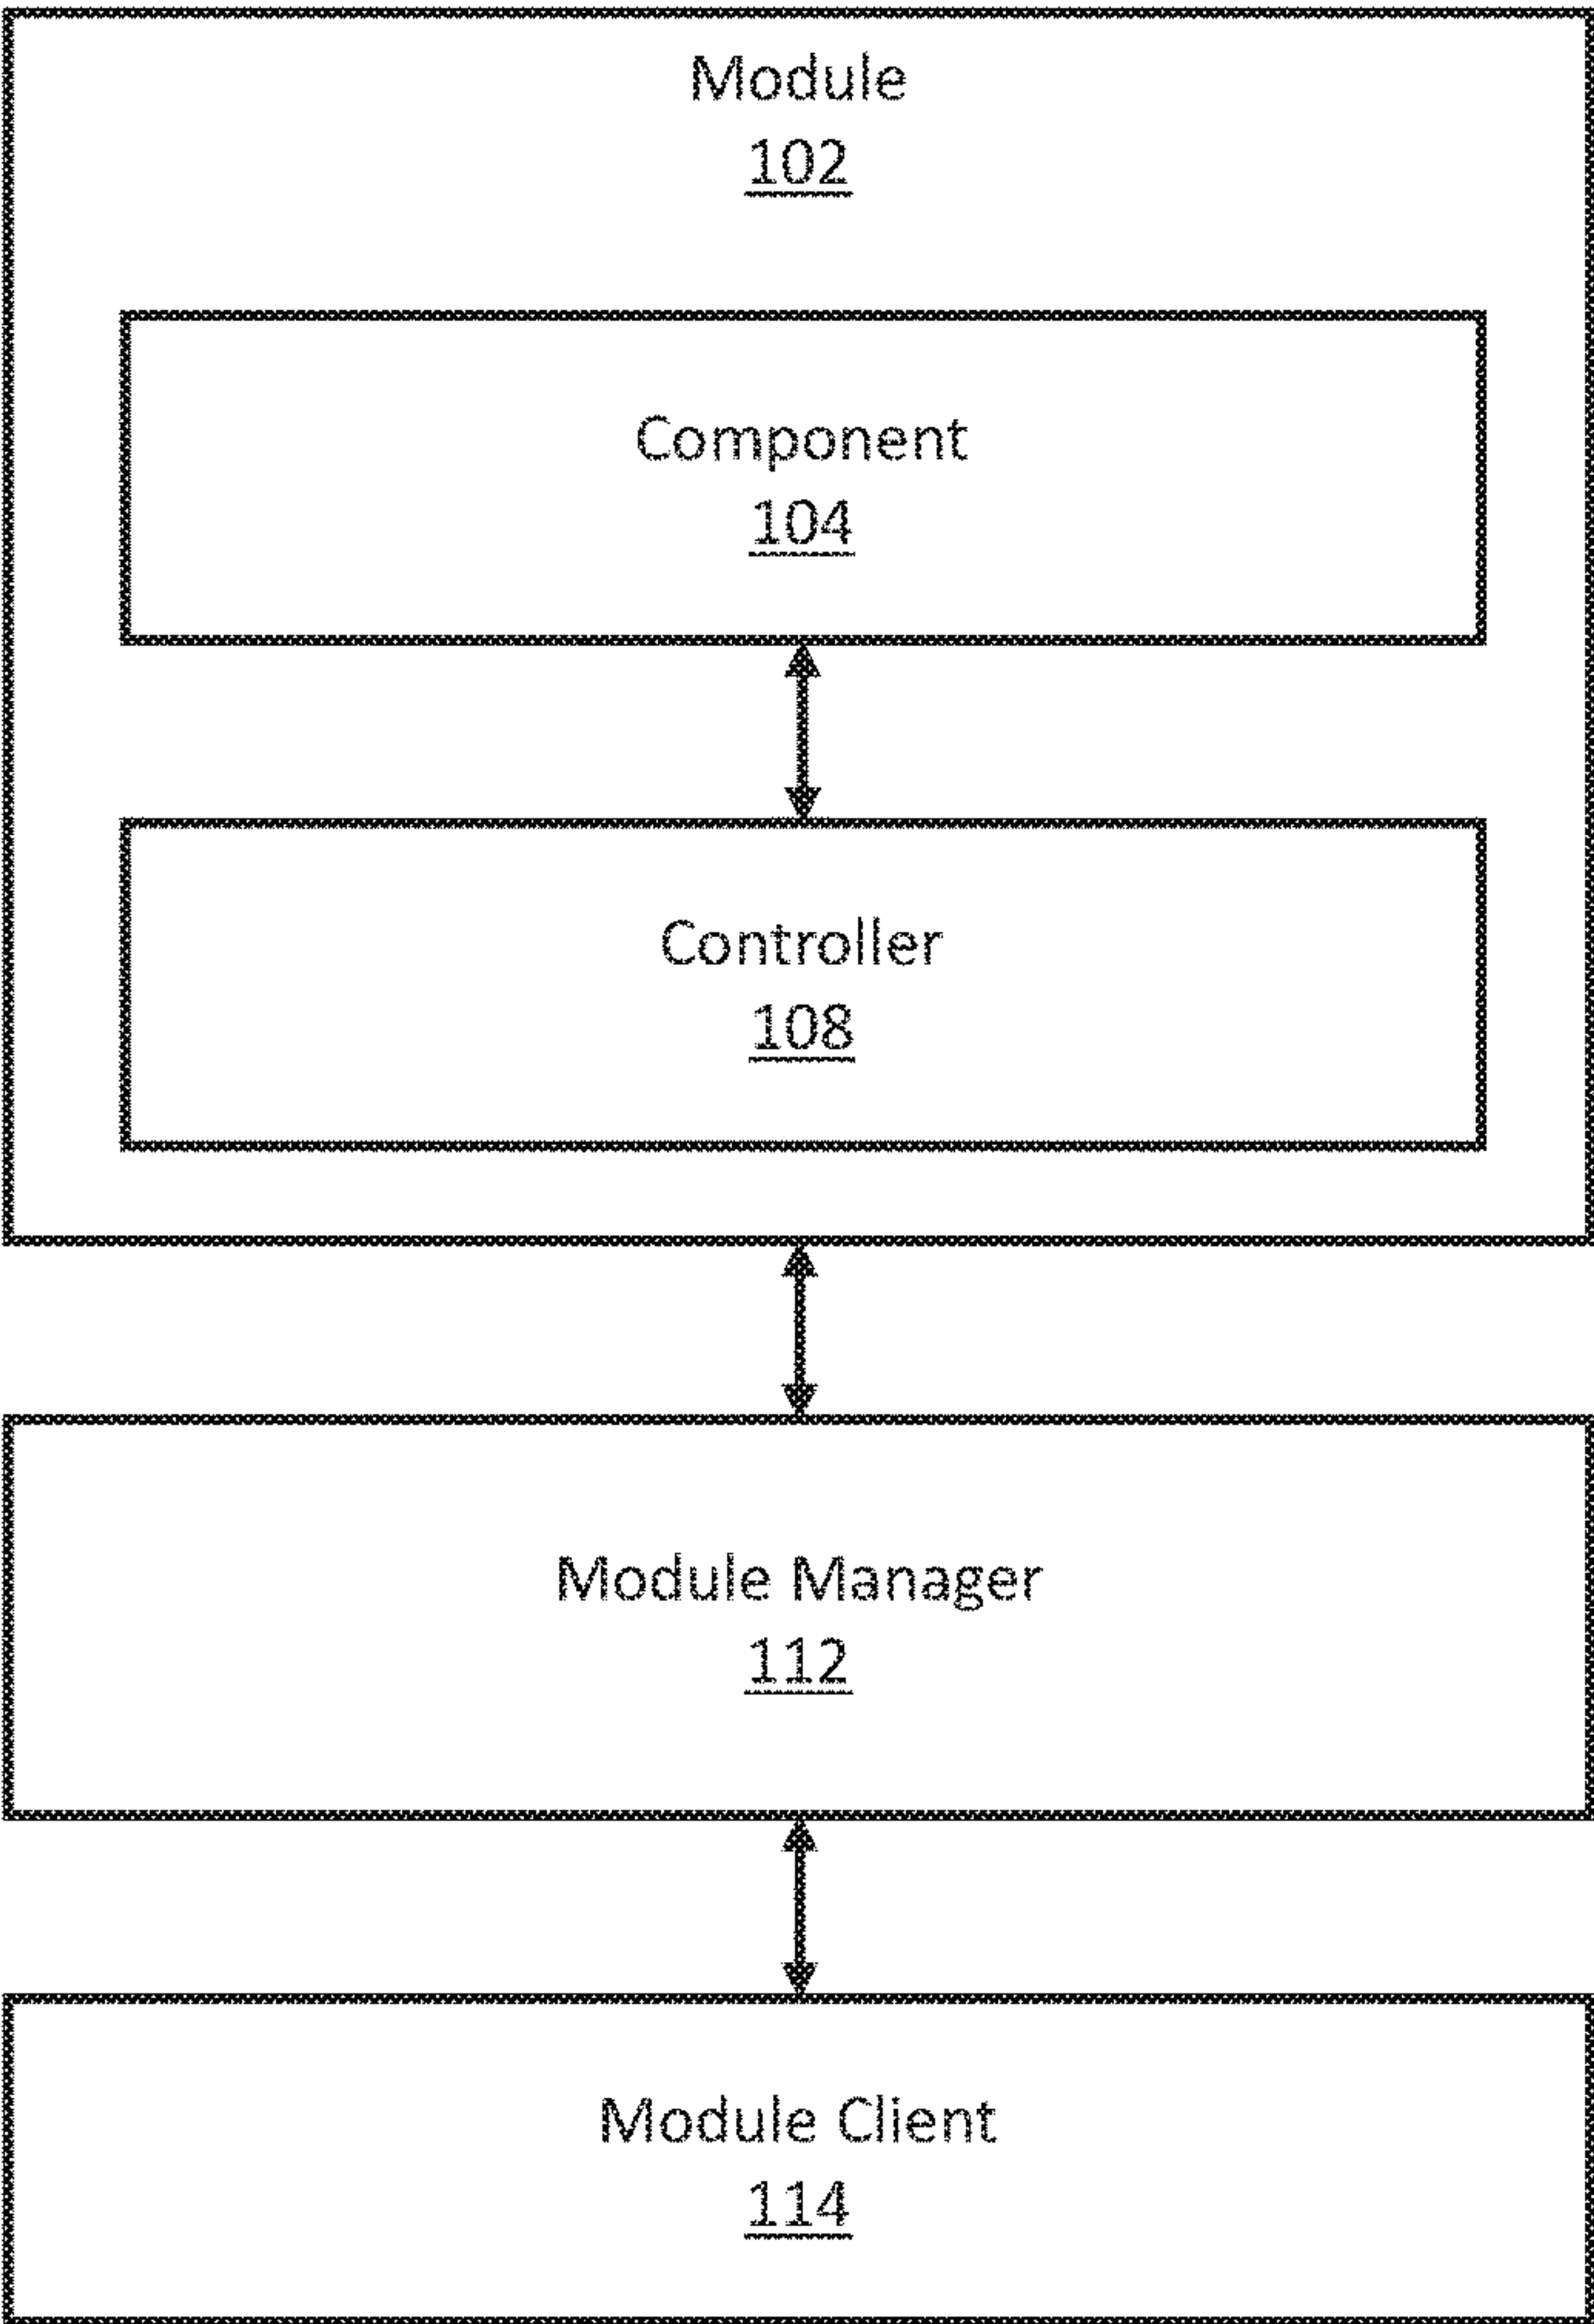 Module
102
Component
104
Controller
108
Module Manager
112
Module Client
114